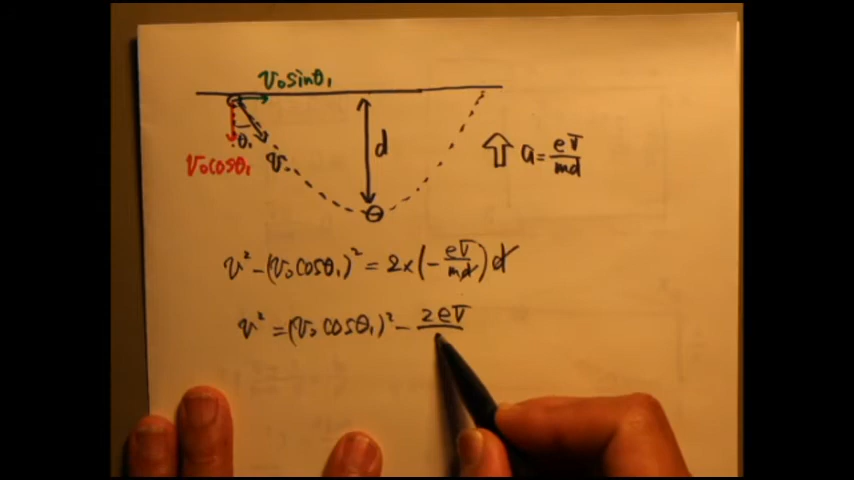 v₀sinθ₁
θ₁
v₀cosθ₁
v₀
d
⊖
a = eV/md
v² - (v₀cosθ₁)² = 2×(-eV/md)d
v² = (v₀cosθ₁)² - 2eV/